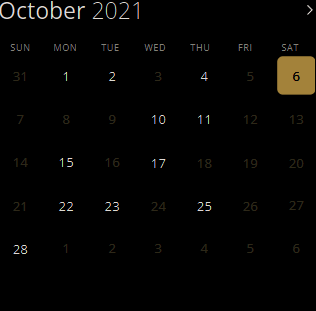 October 2021
SUN MON TUE WED THU FRI SAT
31 1 2 3 4 5 6
7 8 9 10 11 12 13
14 15 16 17 18 19 20
21 22 23 24 25 26 27
28 1 2 3 4 5 6